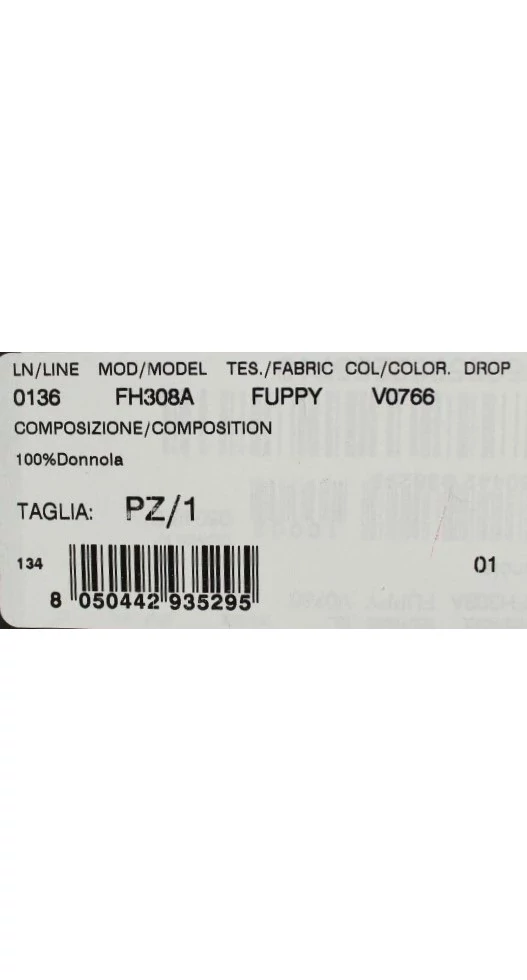 LN/LINE MOD/MODEL TES./FABRIC COL/COLOR. DROP
0136 FH308A FUPPY V0766
COMPOSIZIONE/COMPOSITION
100%Donnola
TAGLIA: PZ/1
134 01
8 050442 935295